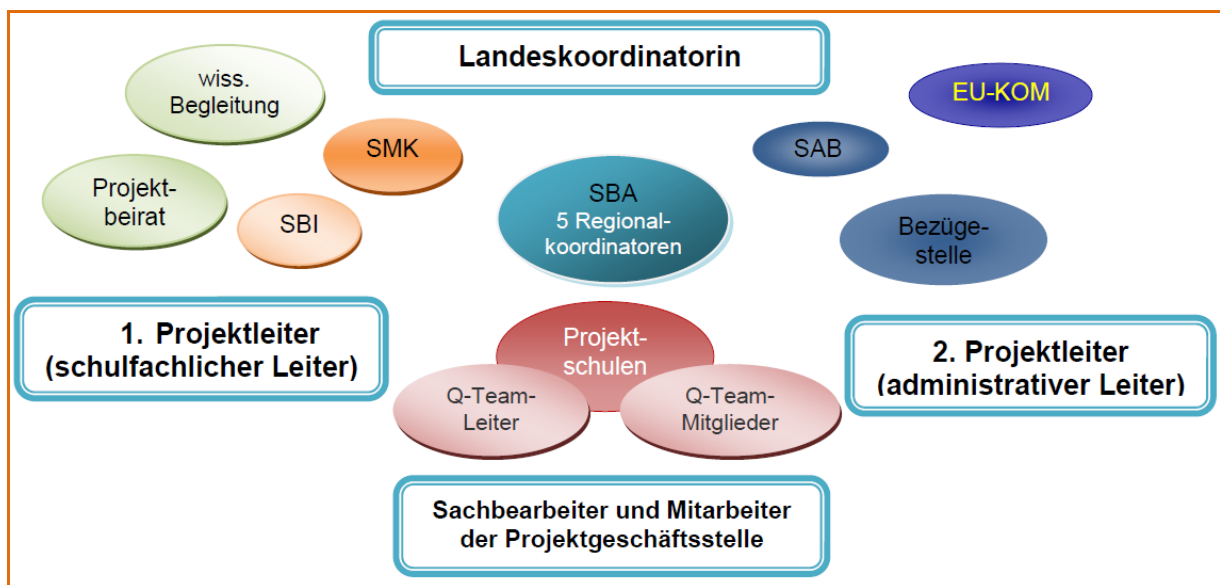 Landeskoordinatorin
wiss.
Begleitung
EU-KOM
SMK
SAB
Projekt-
beirat
SBI
SBA
5 Regional-
koordinatoren
Bezüge-
stelle
1. Projektleiter
(schulfachlicher Leiter)
Projekt-
schulen
2. Projektleiter
(administrativer Leiter)
Q-Team-
Leiter
Q-Team-
Mitglieder
Sachbearbeiter und Mitarbeiter
der Projektgeschäftsstelle